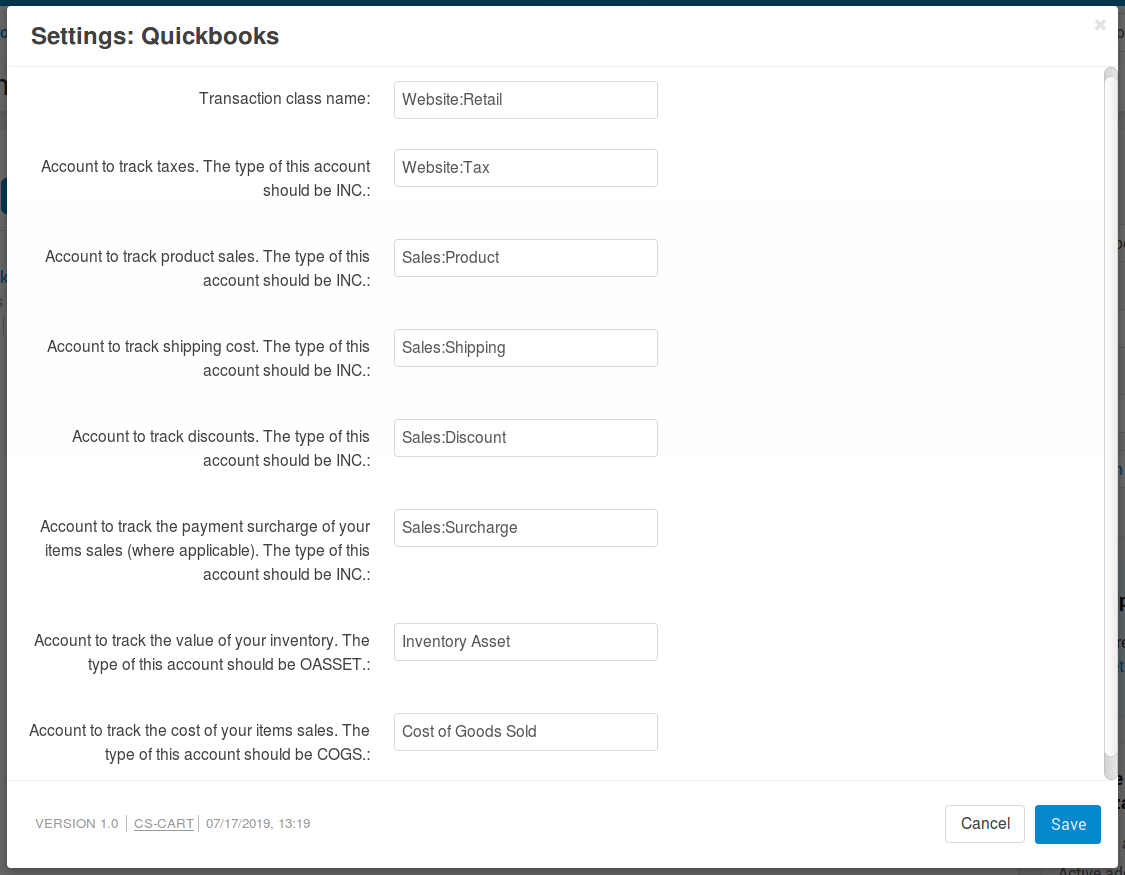 Settings: Quickbooks
×
Transaction class name:
Website:Retail
Account to track taxes. The type of this account
should be INC.:
Website:Tax
Account to track product sales. The type of this
account should be INC.:
Sales:Product
Account to track shipping cost. The type of this
account should be INC.:
Sales:Shipping
Account to track discounts. The type of this
account should be INC.:
Sales:Discount
Account to track the payment surcharge of your
items sales (where applicable). The type of this
account should be INC.:
Sales:Surcharge
Account to track the value of your inventory. The
type of this account should be OASSET.:
Inventory Asset
Account to track the cost of your items sales. The
type of this account should be COGS.:
Cost of Goods Sold
VERSION 1.0 | CS-CART | 07/17/2019, 13:19
Cancel
Save